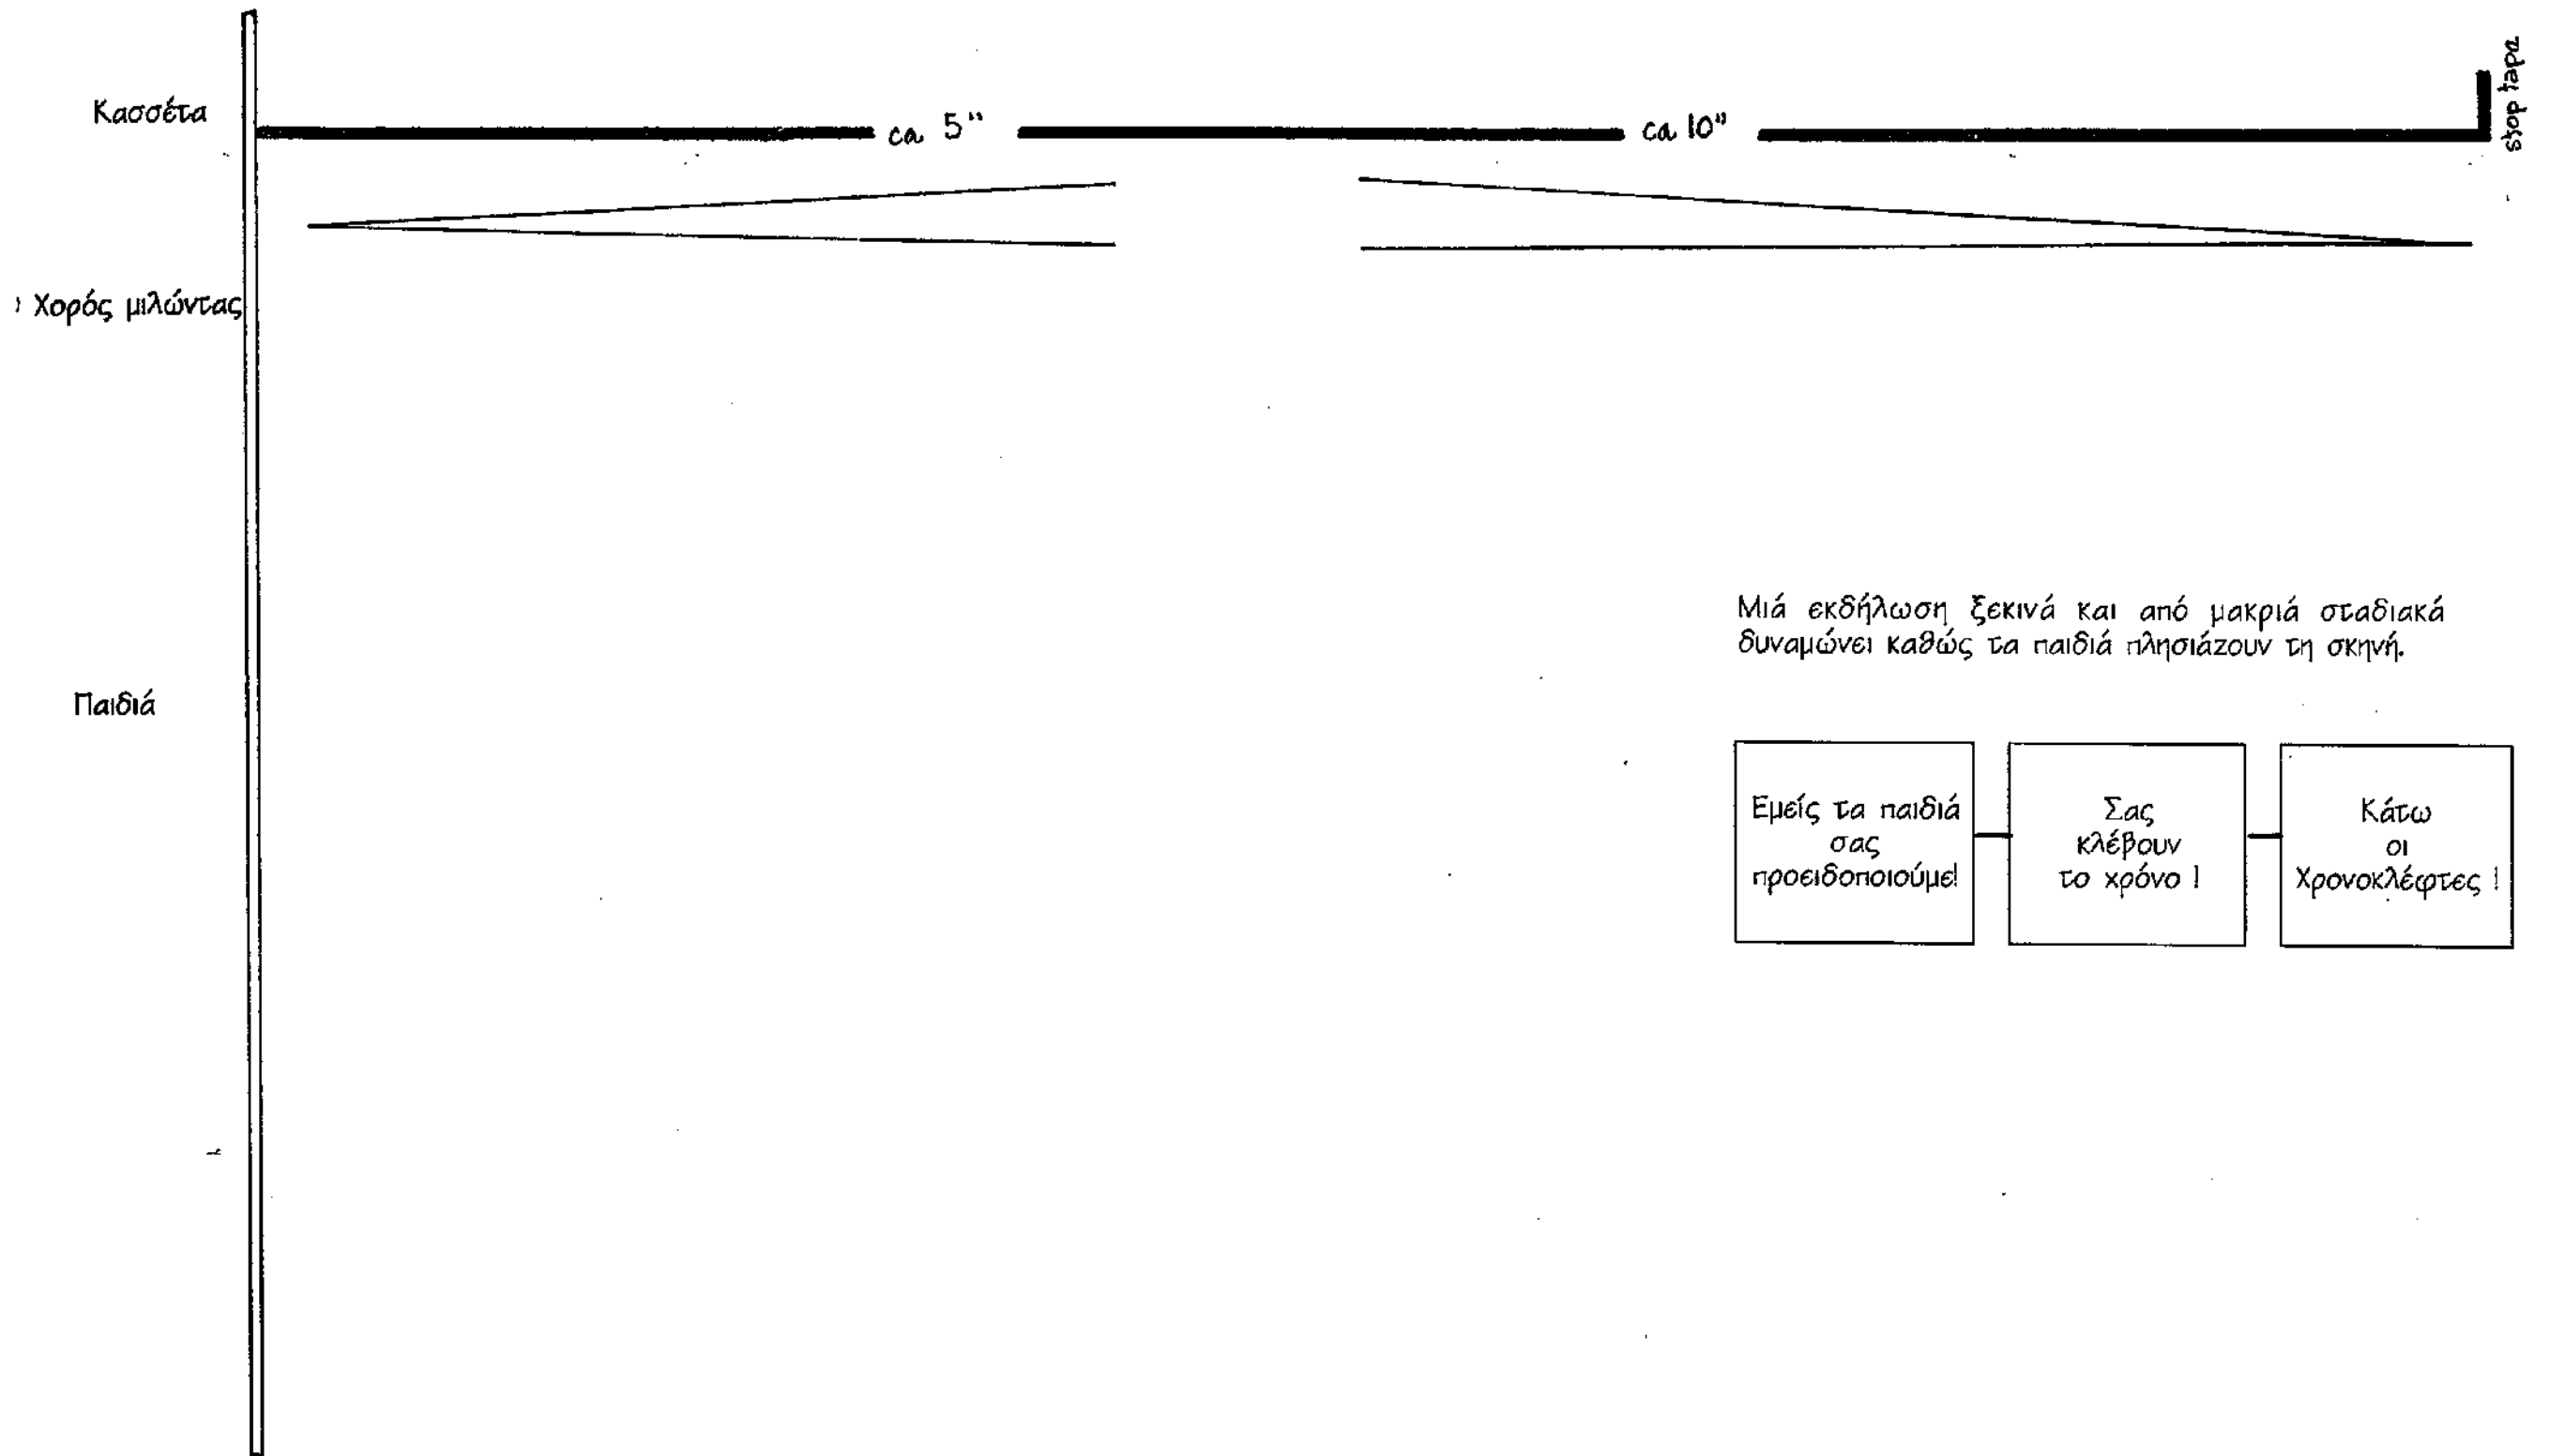 Κασσέτα
ca 5"
ca 10"
stop tapa
Χορός μιλώντας
Μιά εκδήλωση ξεκινά και από μακριά σταδιακά
δυναμώνει καθώς τα παιδιά πλησιάζουν τη σκηνή.
Παιδιά
Εμείς τα παιδιά
σας
προειδοποιούμε!
Σας
κλέβουν
το χρόνο !
Κάτω
οι
Χρονοκλέφτες !